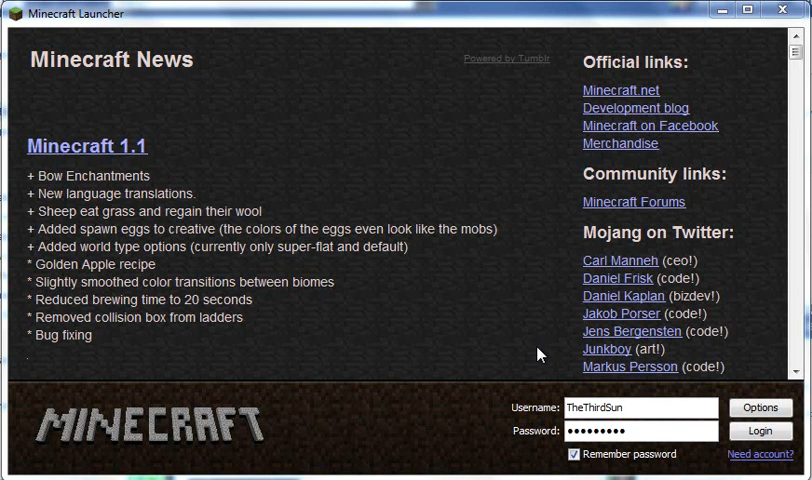 Minecraft Launcher
Minecraft News
Powered by Tumblr
Minecraft 1.1
+ Bow Enchantments
+ New language translations.
+ Sheep eat grass and regain their wool
+ Added spawn eggs to creative (the colors of the eggs even look like the mobs)
+ Added world type options (currently only super-flat and default)
* Golden Apple recipe
* Slightly smoothed color transitions between biomes
* Reduced brewing time to 20 seconds
* Removed collision box from ladders
* Bug fixing
.
Official links:
Minecraft.net
Development blog
Minecraft on Facebook
Merchandise
Community links:
Minecraft Forums
Mojang on Twitter:
Carl Manneh (ceo!)
Daniel Frisk (code!)
Daniel Kaplan (bizdev!)
Jakob Porser (code!)
Jens Bergensten (code!)
Junkboy (art!)
Markus Persson (code!)
MINECRAFT
Username: TheThirdSun
Options
Password: ●●●●●●●●●
Login
Remember password
Need account?